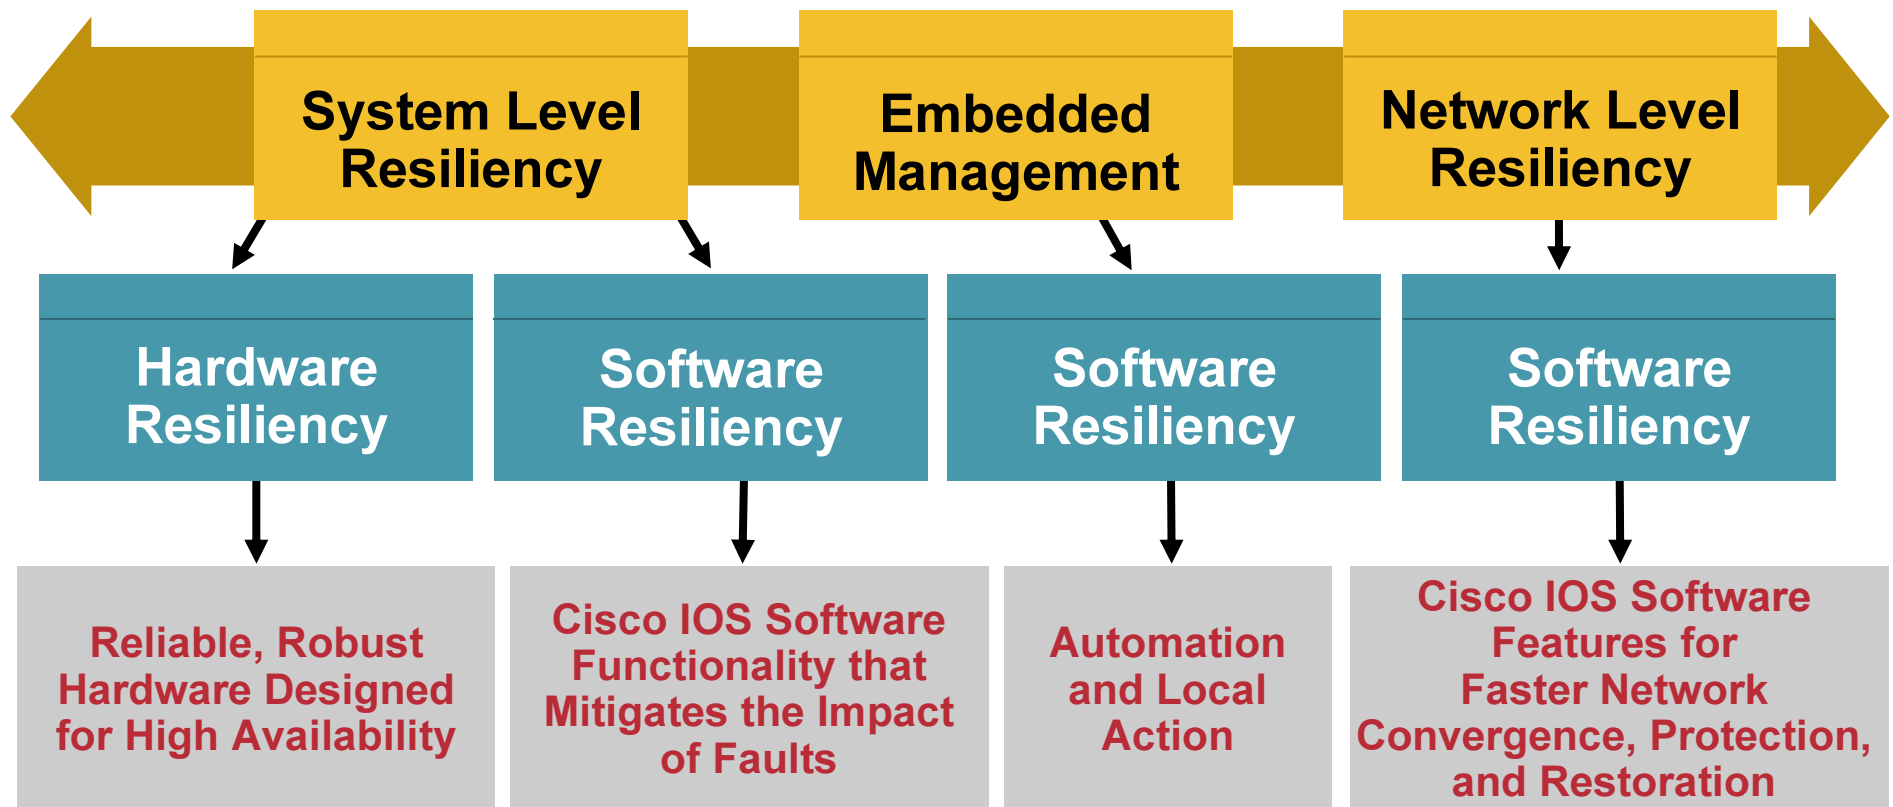 System Level
Resiliency
Embedded
Management
Network Level
Resiliency
Hardware
Resiliency
Software
Resiliency
Software
Resiliency
Software
Resiliency
Reliable, Robust
Hardware Designed
for High Availability
Cisco IOS Software
Functionality that
Mitigates the Impact
of Faults
Automation
and Local
Action
Cisco IOS Software
Features for
Faster Network
Convergence, Protection,
and Restoration